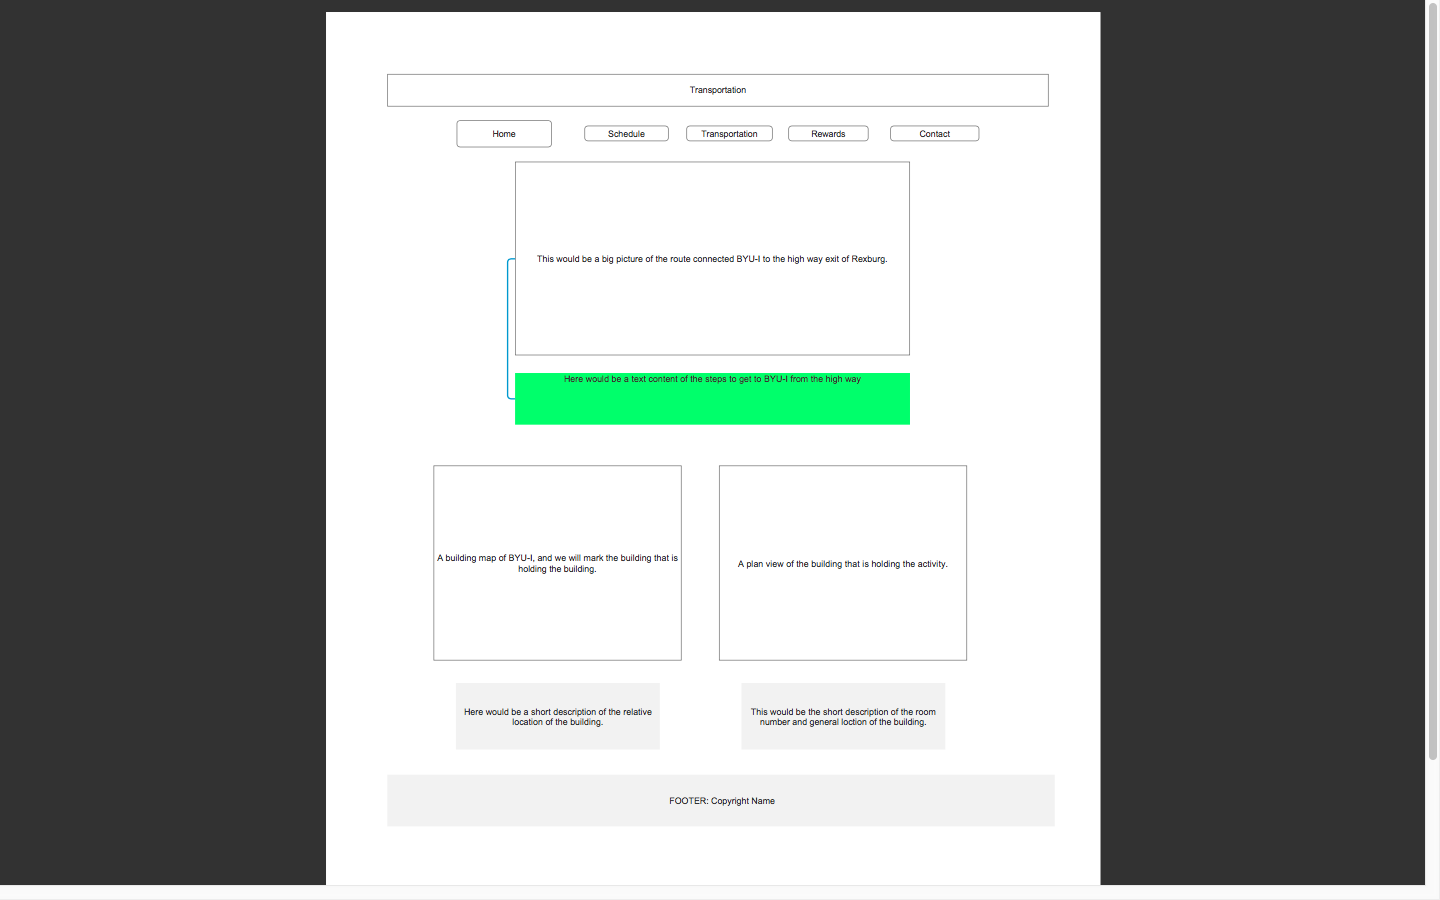 Transportation
Home
Schedule
Transportation
Rewards
Contact
This would be a big picture of the route connected BYU-I to the high way exit of Rexburg.
Here would be a text content of the steps to get to BYU-I from the high way
A building map of BYU-I, and we will mark the building that is
holding the building.
A plan view of the building that is holding the activity.
Here would be a short description of the relative
location of the building.
This would be the short description of the room
number and general loction of the building.
FOOTER: Copyright Name